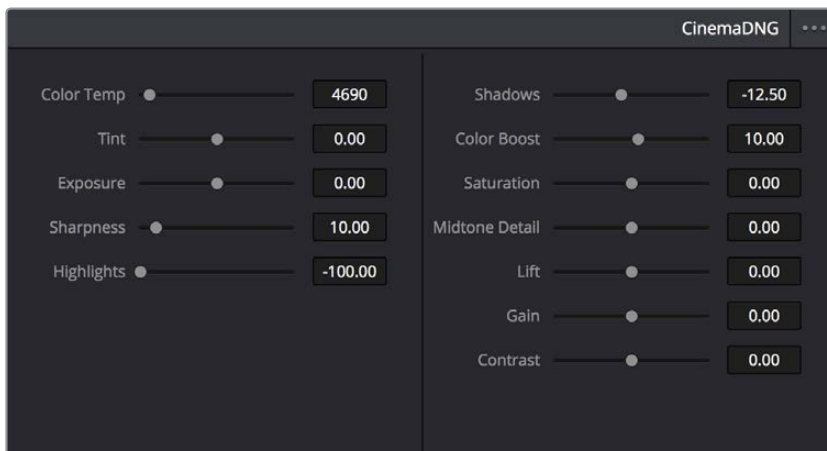 CinemaDNG
Color Temp 4690
Tint 0.00
Exposure 0.00
Sharpness 10.00
Highlights -100.00
Shadows -12.50
Color Boost 10.00
Saturation 0.00
Midtone Detail 0.00
Lift 0.00
Gain 0.00
Contrast 0.00